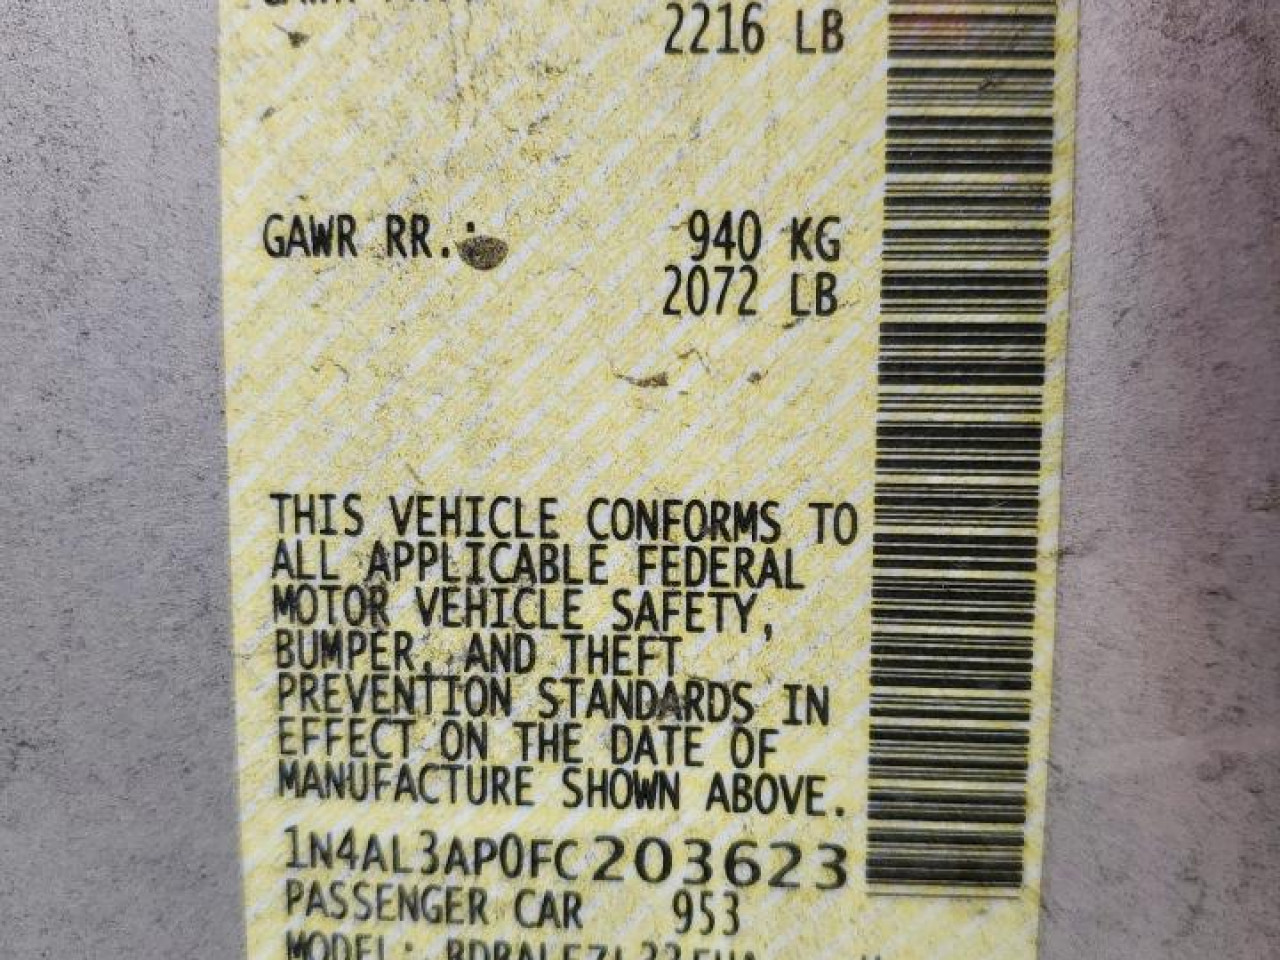 2216 LB
GAWR RR.: 940 KG
2072 LB
THIS VEHICLE CONFORMS TO
ALL APPLICABLE FEDERAL
MOTOR VEHICLE SAFETY,
BUMPER, AND THEFT
PREVENTION STANDARDS IN
EFFECT ON THE DATE OF
MANUFACTURE SHOWN ABOVE.
1N4AL3AP0FC203623
PASSENGER CAR 953
MODEL: